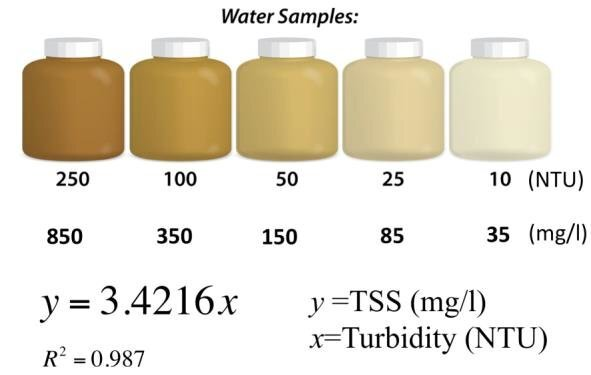 Water Samples:
250 100 50 25 10 (NTU)
850 350 150 85 35 (mg/l)
y = 3.4216x y =TSS (mg/l)
x=Turbidity (NTU)
R² = 0.987